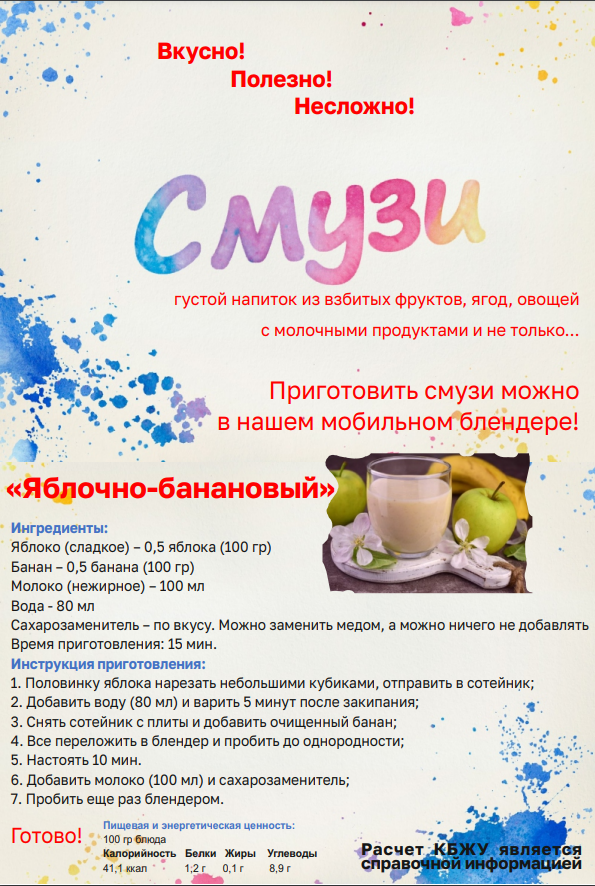 Вкусно!
Полезно!
Несложно!
Смузи
густой напиток из взбитых фруктов, ягод, овощей
с молочными продуктами и не только...
Приготовить смузи можно
в нашем мобильном блендере!
«Яблочно-банановый»
Ингредиенты:
Яблоко (сладкое) – 0,5 яблока (100 гр)
Банан – 0,5 банана (100 гр)
Молоко (нежирное) – 100 мл
Вода - 80 мл
Сахарозаменитель – по вкусу. Можно заменить медом, а можно ничего не добавлять
Время приготовления: 15 мин.
Инструкция приготовления:
1. Половинку яблока нарезать небольшими кубиками, отправить в сотейник;
2. Добавить воду (80 мл) и варить 5 минут после закипания;
3. Снять сотейник с плиты и добавить очищенный банан;
4. Все переложить в блендер и пробить до однородности;
5. Настоять 10 мин.
6. Добавить молоко (100 мл) и сахарозаменитель;
7. Пробить еще раз блендером.
Готово!
Пищевая и энергетическая ценность:
100 гр блюда
Калорийность Белки Жиры Углеводы
41,1 ккал 1,2 г 0,1 г 8,9 г
Расчет КБЖУ является
справочной информацией